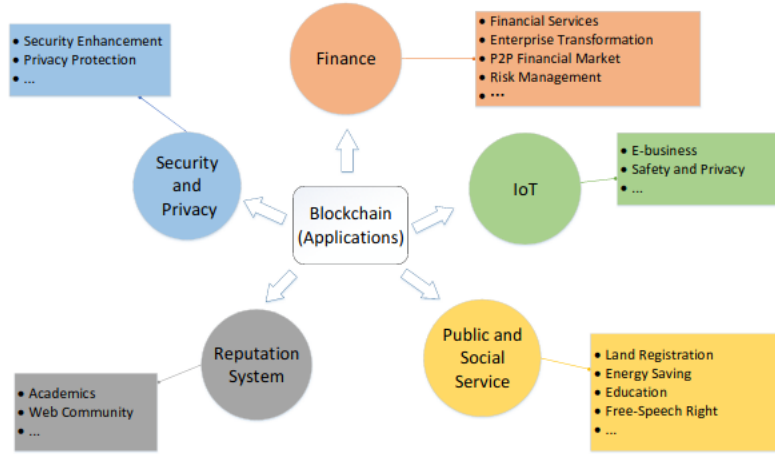 Blockchain
(Applications)
Finance
● Financial Services
● Enterprise Transformation
● P2P Financial Market
● Risk Management
● ...
IoT
● E-business
● Safety and Privacy
● ...
Public and
Social
Service
● Land Registration
● Energy Saving
● Education
● Free-Speech Right
● ...
Reputation
System
● Academics
● Web Community
● ...
Security
and
Privacy
● Security Enhancement
● Privacy Protection
● ...